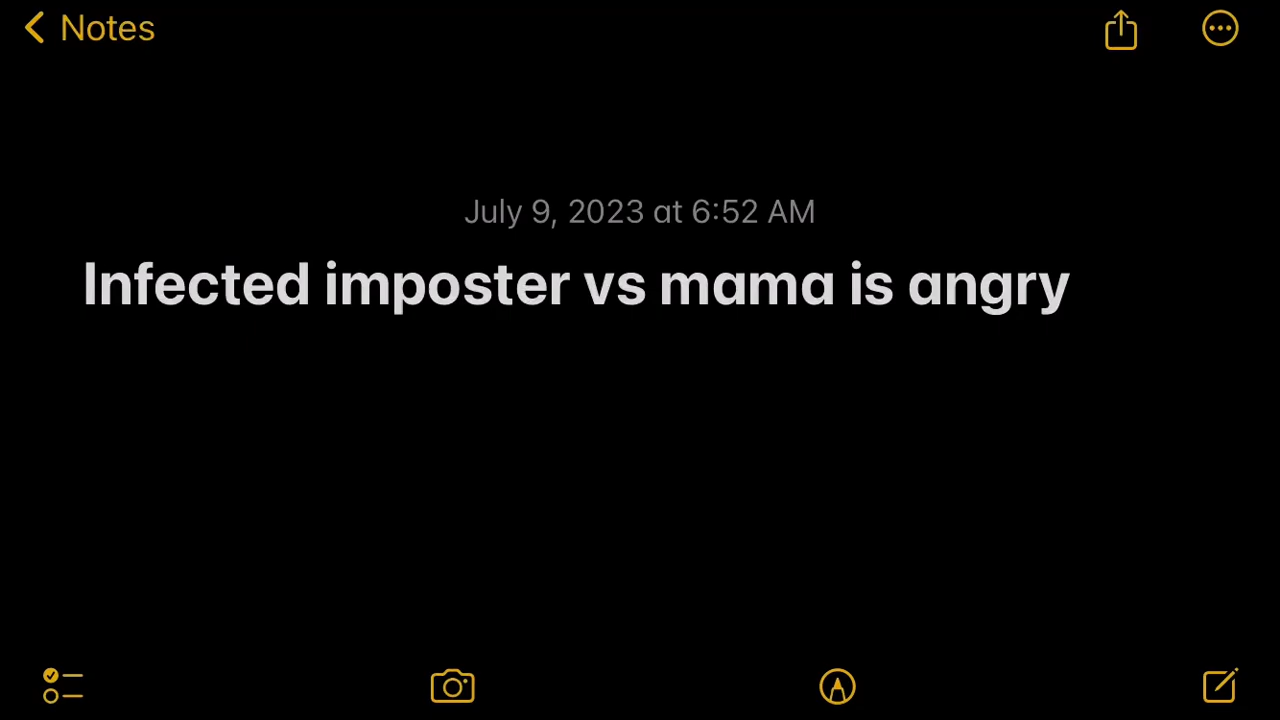 Notes
July 9, 2023 at 6:52 AM
Infected imposter vs mama is angry